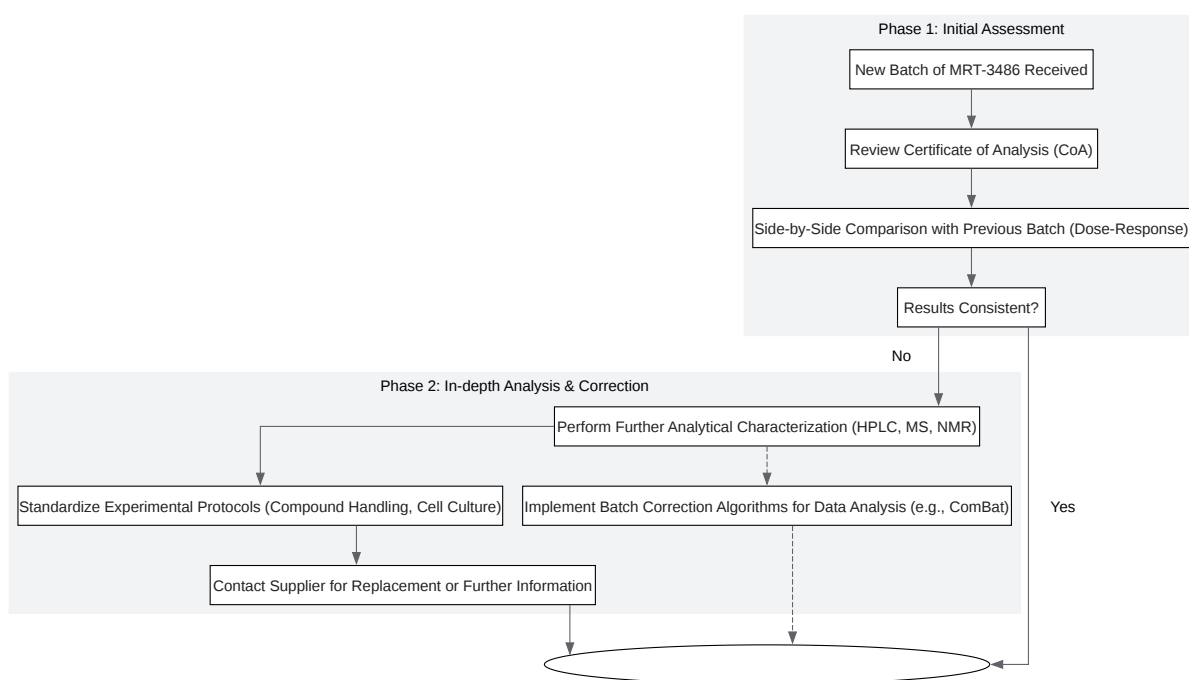 Phase 1: Initial Assessment
New Batch of MRT-3486 Received
Review Certificate of Analysis (CoA)
Side-by-Side Comparison with Previous Batch (Dose-Response)
Results Consistent?
No
Yes
Phase 2: In-depth Analysis & Correction
Perform Further Analytical Characterization (HPLC, MS, NMR)
Standardize Experimental Protocols (Compound Handling, Cell Culture)
Implement Batch Correction Algorithms for Data Analysis (e.g., ComBat)
Contact Supplier for Replacement or Further Information